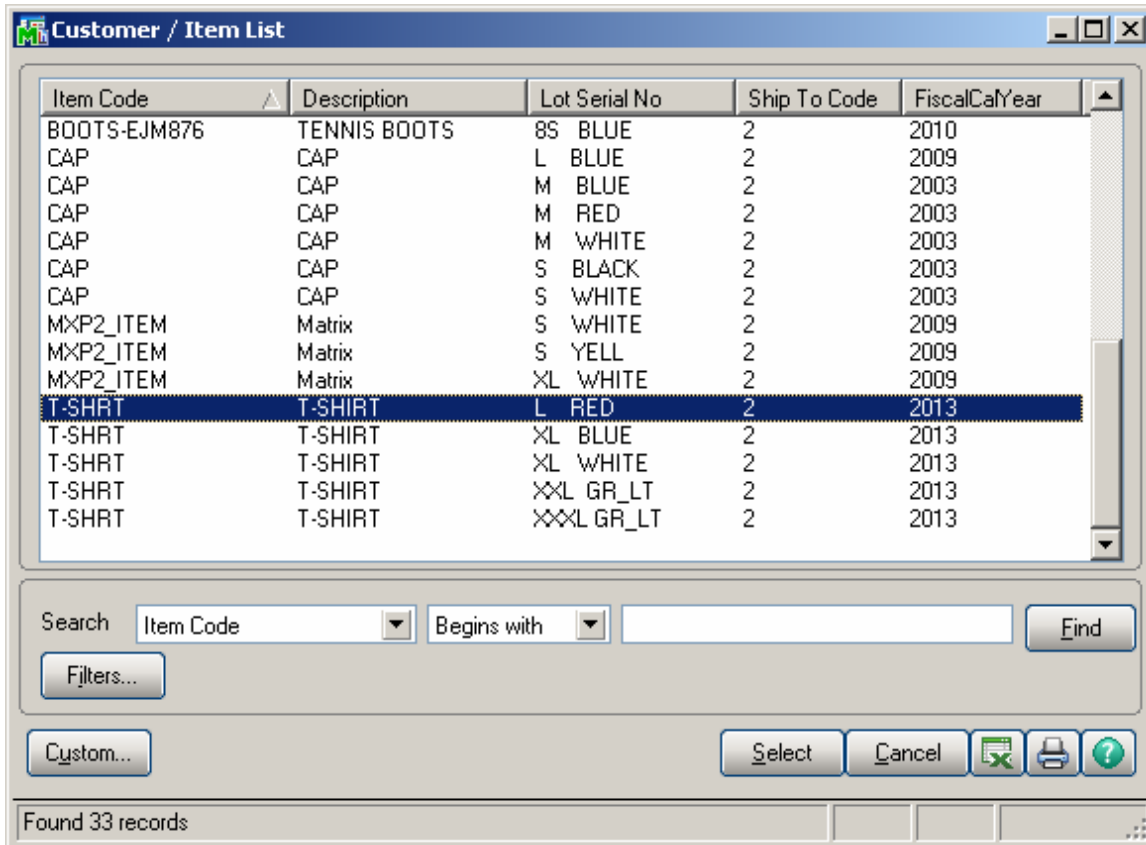 Customer / Item List
Item Code Description Lot Serial No Ship To Code FiscalCalYear
BOOTS-EJM876 TENNIS BOOTS 8S BLUE 2 2010
CAP CAP L BLUE 2 2009
CAP CAP M BLUE 2 2003
CAP CAP M RED 2 2003
CAP CAP M WHITE 2 2003
CAP CAP S BLACK 2 2003
CAP CAP S WHITE 2 2003
MXP2_ITEM Matrix S WHITE 2 2009
MXP2_ITEM Matrix S YELL 2 2009
MXP2_ITEM Matrix XL WHITE 2 2009
T-SHRT T-SHIRT L RED 2 2013
T-SHRT T-SHIRT XL BLUE 2 2013
T-SHRT T-SHIRT XL WHITE 2 2013
T-SHRT T-SHIRT XXL GR_LT 2 2013
T-SHRT T-SHIRT XXXL GR_LT 2 2013
Search Item Code Begins with Find
Filters...
Custom... Select Cancel
Found 33 records